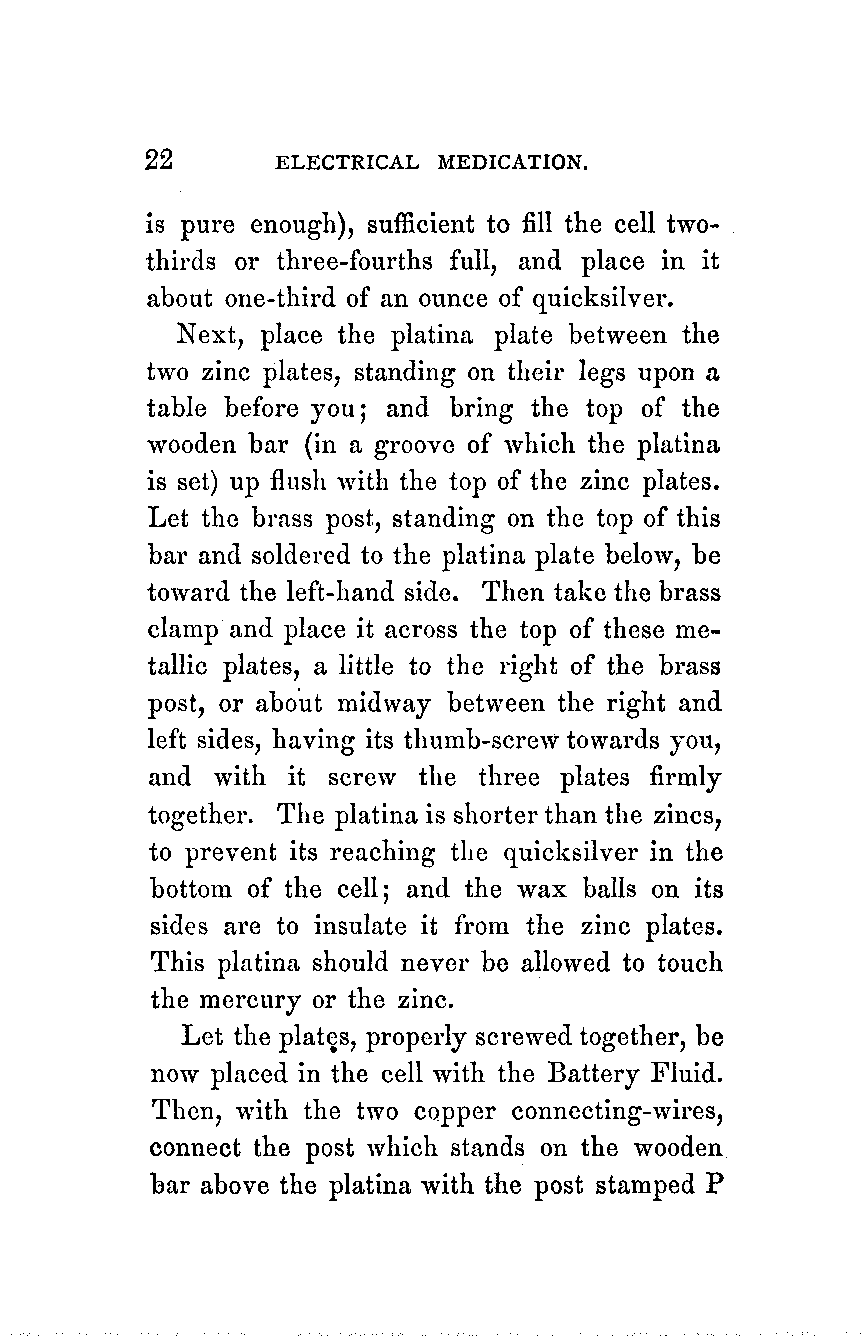 22 ELECTRICAL MEDICATION.
is pure enough), sufficient to fill the cell two-
thirds or three-fourths full, and place in it
about one-third of an ounce of quicksilver.
Next, place the platina plate between the
two zinc plates, standing on their legs upon a
table before you; and bring the top of the
wooden bar (in a groove of which the platina
is set) up flush with the top of the zinc plates.
Let the brass post, standing on the top of this
bar and soldered to the platina plate below, be
toward the left-hand side. Then take the brass
clamp and place it across the top of these me-
tallic plates, a little to the right of the brass
post, or about midway between the right and
left sides, having its thumb-screw towards you,
and with it screw the three plates firmly
together. The platina is shorter than the zincs,
to prevent its reaching the quicksilver in the
bottom of the cell; and the wax balls on its
sides are to insulate it from the zinc plates.
This platina should never be allowed to touch
the mercury or the zinc.
Let the plates, properly screwed together, be
now placed in the cell with the Battery Fluid.
Then, with the two copper connecting-wires,
connect the post which stands on the wooden
bar above the platina with the post stamped P